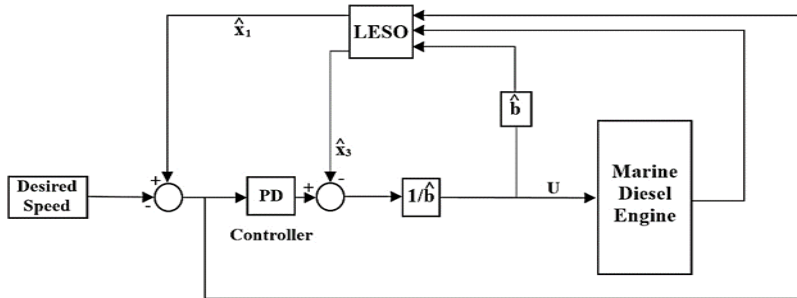 LESO
x̂₁
b̂
x̂₃
+
-
Desired
Speed
-
PD
+
1/b̂
U
Marine
Diesel
Engine
Controller